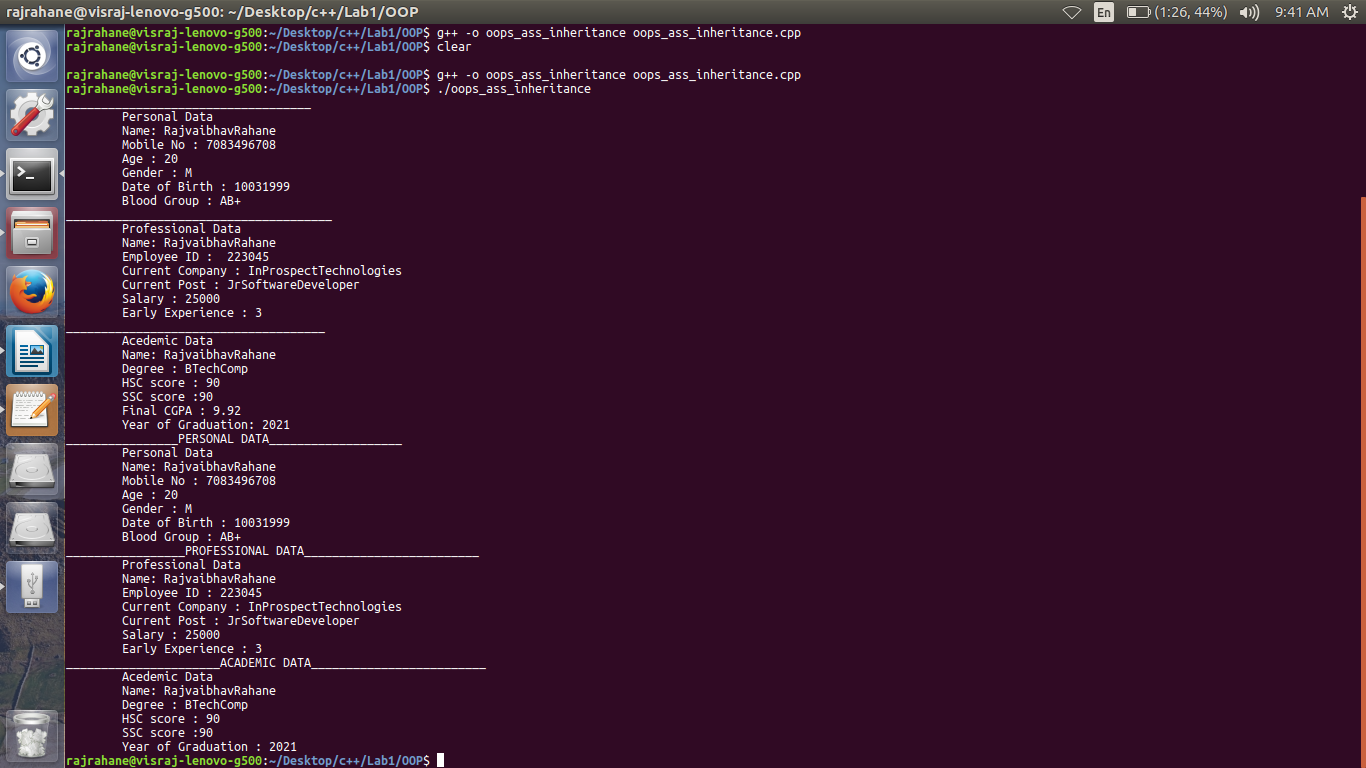 rajrahane@visraj-lenovo-g500: ~/Desktop/c++/Lab1/OOP En (1:26, 44%) 9:41 AM
rajrahane@visraj-lenovo-g500:~/Desktop/c++/Lab1/OOP$ g++ -o oops_ass_inheritance oops_ass_inheritance.cpp
rajrahane@visraj-lenovo-g500:~/Desktop/c++/Lab1/OOP$ clear
rajrahane@visraj-lenovo-g500:~/Desktop/c++/Lab1/OOP$ g++ -o oops_ass_inheritance oops_ass_inheritance.cpp
rajrahane@visraj-lenovo-g500:~/Desktop/c++/Lab1/OOP$ ./oops_ass_inheritance
___________________________________
Personal Data
Name: RajvaibhavRahane
Mobile No : 7083496708
Age : 20
Gender : M
Date of Birth : 10031999
Blood Group : AB+
______________________________________
Professional Data
Name: RajvaibhavRahane
Employee ID :  223045
Current Company : InProspectTechnologies
Current Post : JrSoftwareDeveloper
Salary : 25000
Early Experience : 3
_____________________________________
Acedemic Data
Name: RajvaibhavRahane
Degree : BTechComp
HSC score : 90
SSC score :90
Final CGPA : 9.92
Year of Graduation: 2021
________________PERSONAL DATA___________________
Personal Data
Name: RajvaibhavRahane
Mobile No : 7083496708
Age : 20
Gender : M
Date of Birth : 10031999
Blood Group : AB+
_________________PROFESSIONAL DATA_________________________
Professional Data
Name: RajvaibhavRahane
Employee ID : 223045
Current Company : InProspectTechnologies
Current Post : JrSoftwareDeveloper
Salary : 25000
Early Experience : 3
______________________ACADEMIC DATA_________________________
Acedemic Data
Name: RajvaibhavRahane
Degree : BTechComp
HSC score : 90
SSC score :90
Year of Graduation : 2021
rajrahane@visraj-lenovo-g500:~/Desktop/c++/Lab1/OOP$